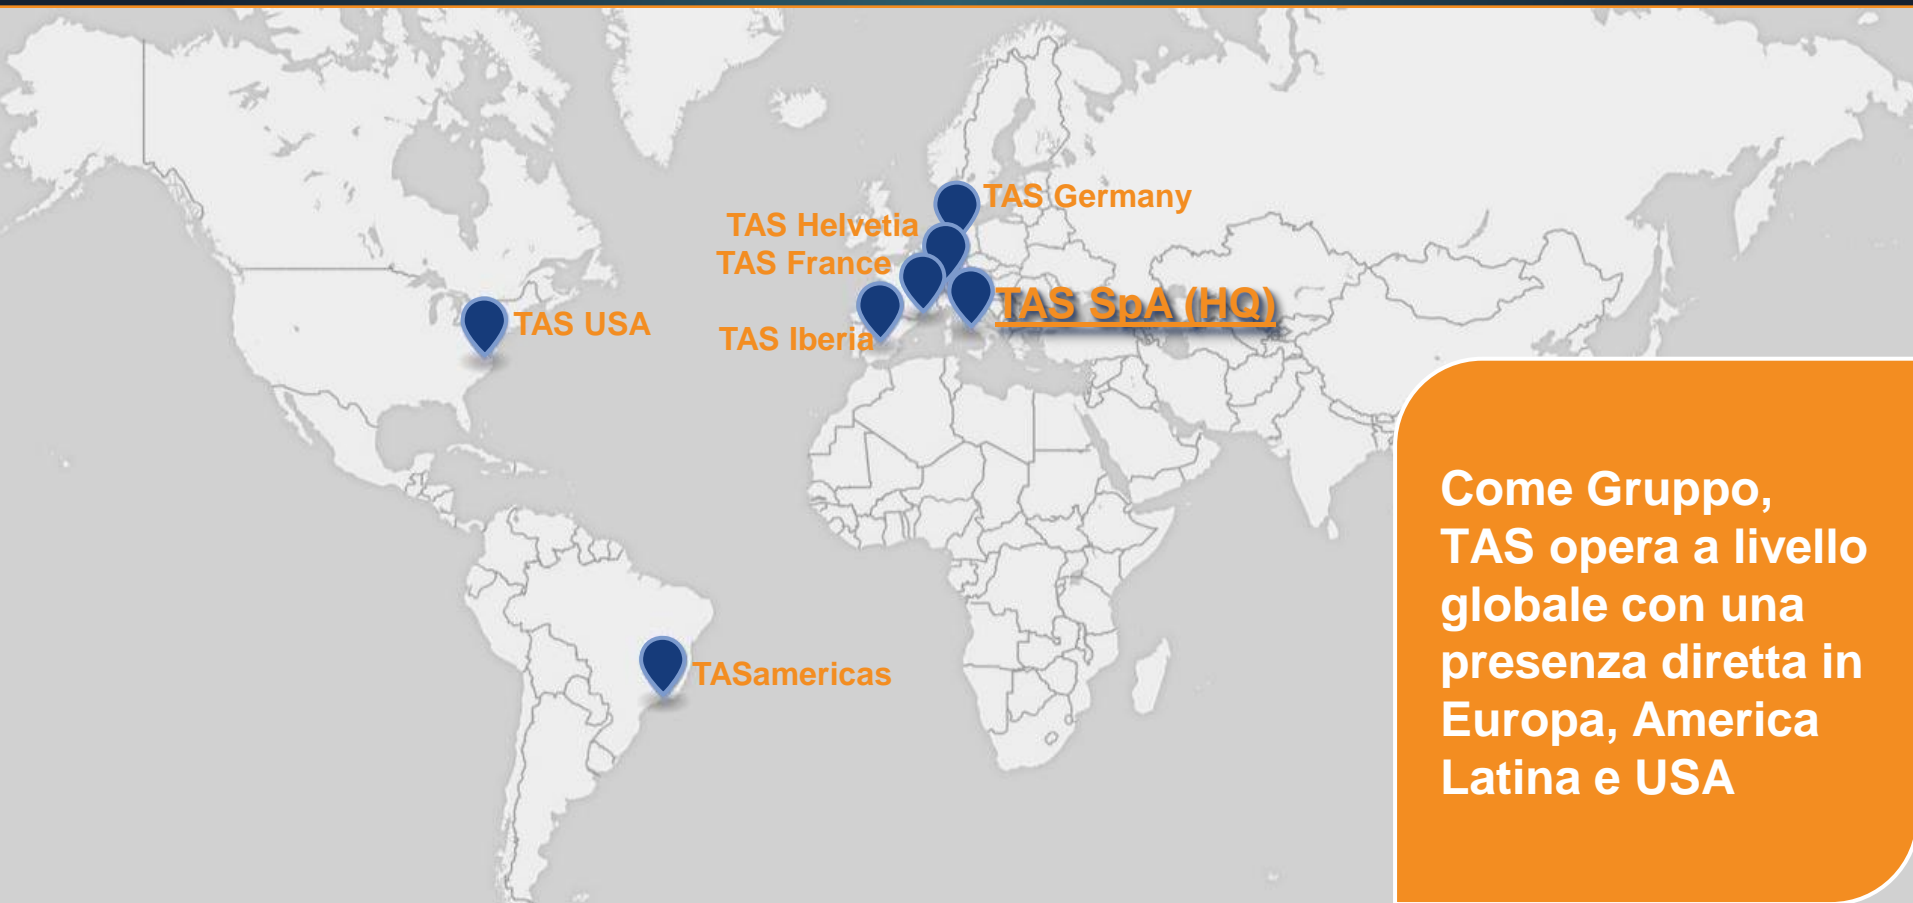 TAS Germany
TAS Helvetia
TAS France
TAS SpA (HQ)
TAS USA
TAS Iberia
TASamericas
Come Gruppo,
TAS opera a livello
globale con una
presenza diretta in
Europa, America
Latina e USA